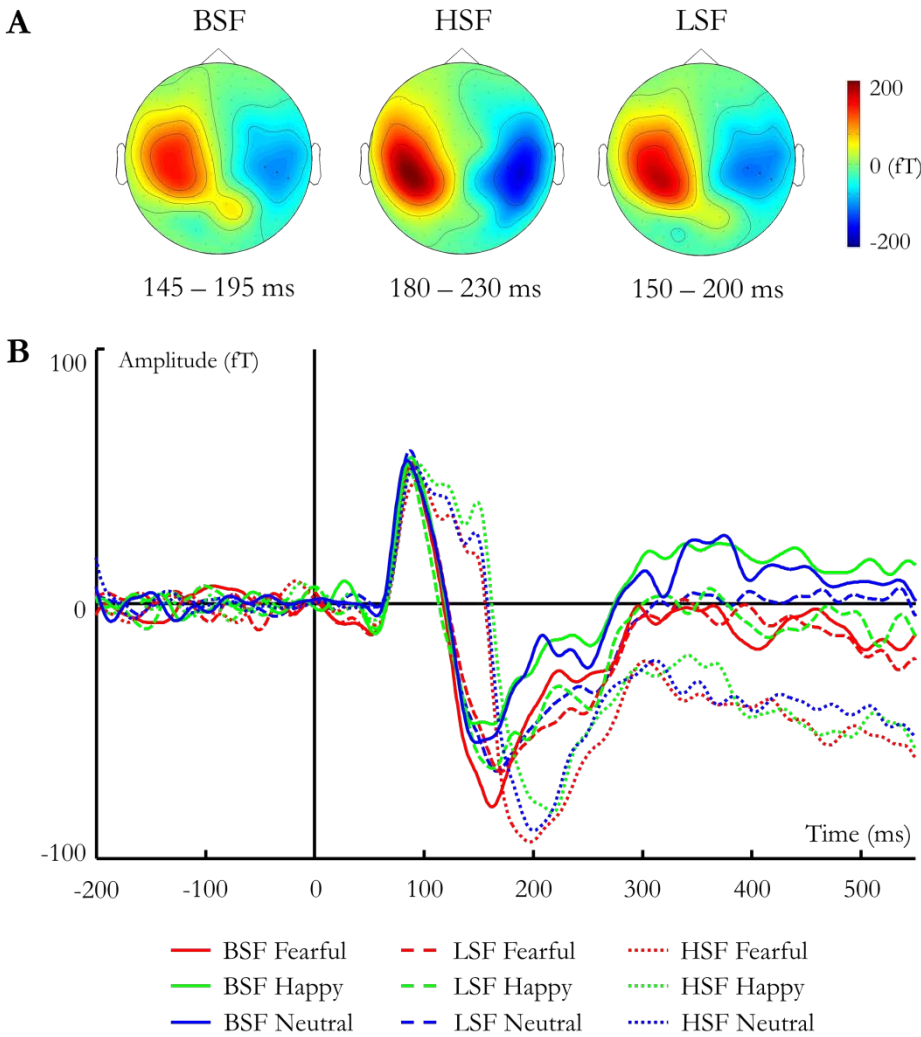 A
BSF HSF LSF
200
0 (fT)
-200
145 – 195 ms 180 – 230 ms 150 – 200 ms
B
100 Amplitude (fT)
0
Time (ms)
-100
-200 -100 0 100 200 300 400 500
BSF Fearful LSF Fearful HSF Fearful
BSF Happy LSF Happy HSF Happy
BSF Neutral LSF Neutral HSF Neutral